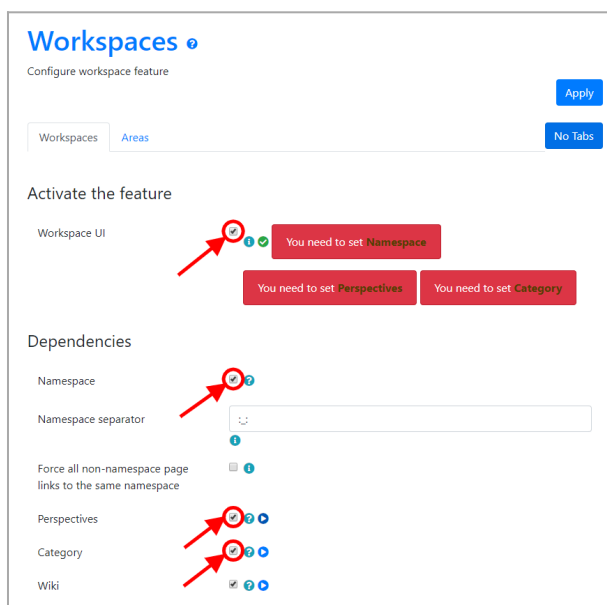 Workspaces
Configure workspace feature
Apply
Workspaces Areas No Tabs
Activate the feature
Workspace UI You need to set Namespace
You need to set Perspectives You need to set Category
Dependencies
Namespace
Namespace separator :_:
Force all non-namespace page
links to the same namespace
Perspectives
Category
Wiki